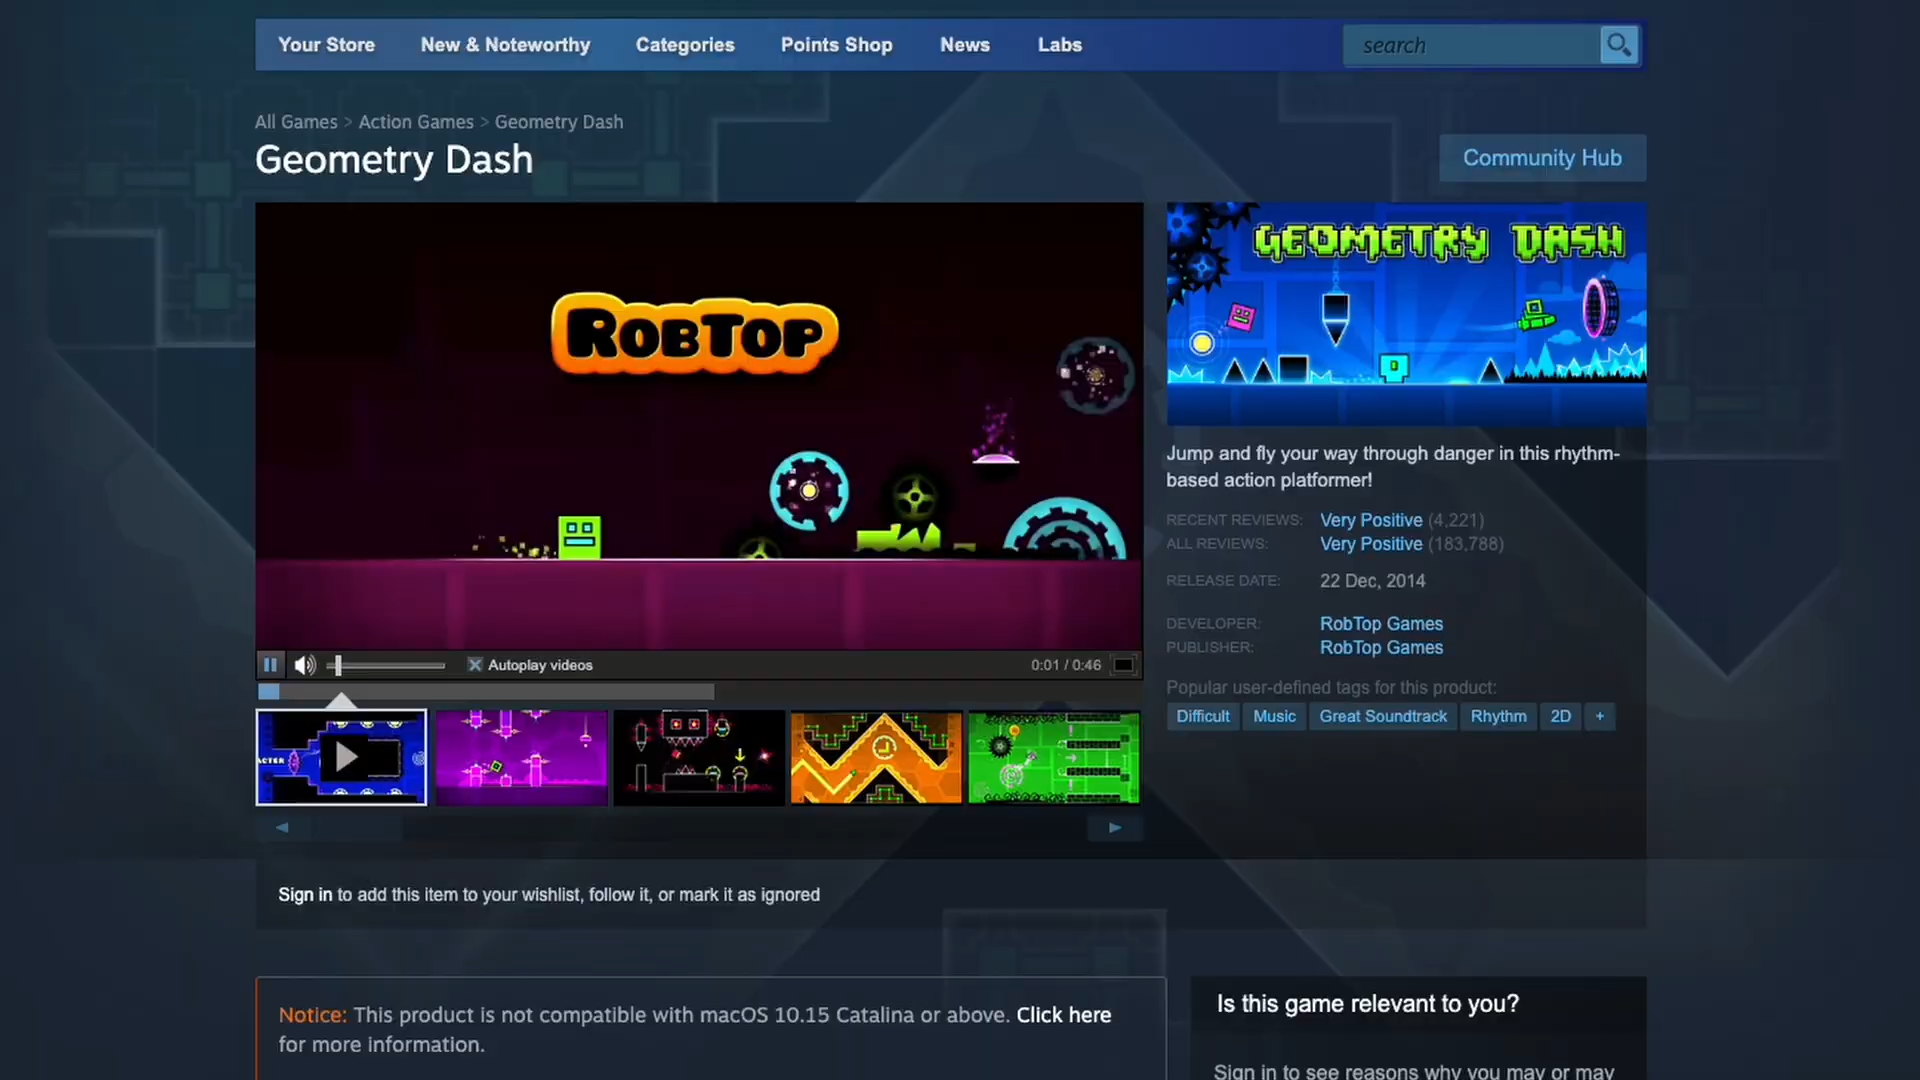 Your Store New & Noteworthy Categories Points Shop News Labs search
All Games > Action Games > Geometry Dash
Geometry Dash
Community Hub
ROBTOP
GEOMETRY DASH
Jump and fly your way through danger in this rhythm-
based action platformer!
RECENT REVIEWS: Very Positive (4,221)
ALL REVIEWS: Very Positive (183,788)
RELEASE DATE: 22 Dec, 2014
DEVELOPER: RobTop Games
PUBLISHER: RobTop Games
Autoplay videos 0:01 / 0:46
Popular user-defined tags for this product:
Difficult Music Great Soundtrack Rhythm 2D +
ACTER
Sign in to add this item to your wishlist, follow it, or mark it as ignored
Notice: This product is not compatible with macOS 10.15 Catalina or above. Click here
for more information.
Is this game relevant to you?
Sign in to see reasons why you may or may